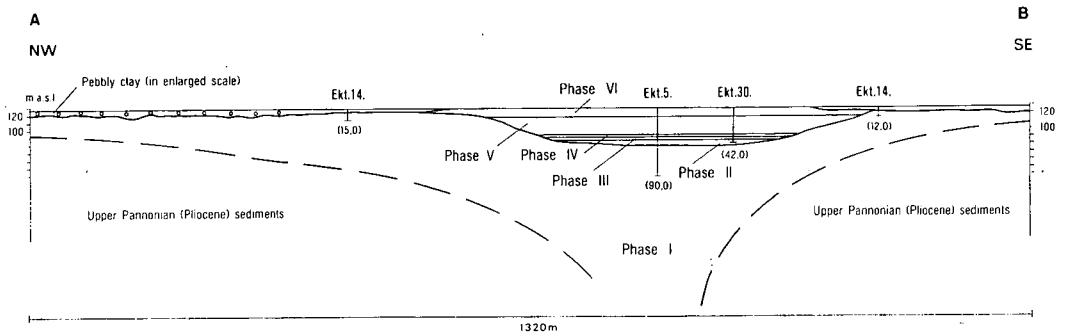 A
B
NW
SE
Pebbly clay (in enlarged scale)
m a.s.l
120
100
Ekt.14.
Phase VI
Ekt.5.
Ekt.30.
Ekt.14.
120
100
(15,0)
(12.0)
Phase V
Phase IV
Phase III
Phase II
(42,0)
(90,0)
Upper Pannonian (Pliocene) sediments
Upper Pannonian (Pliocene) sediments
Phase I
1320m